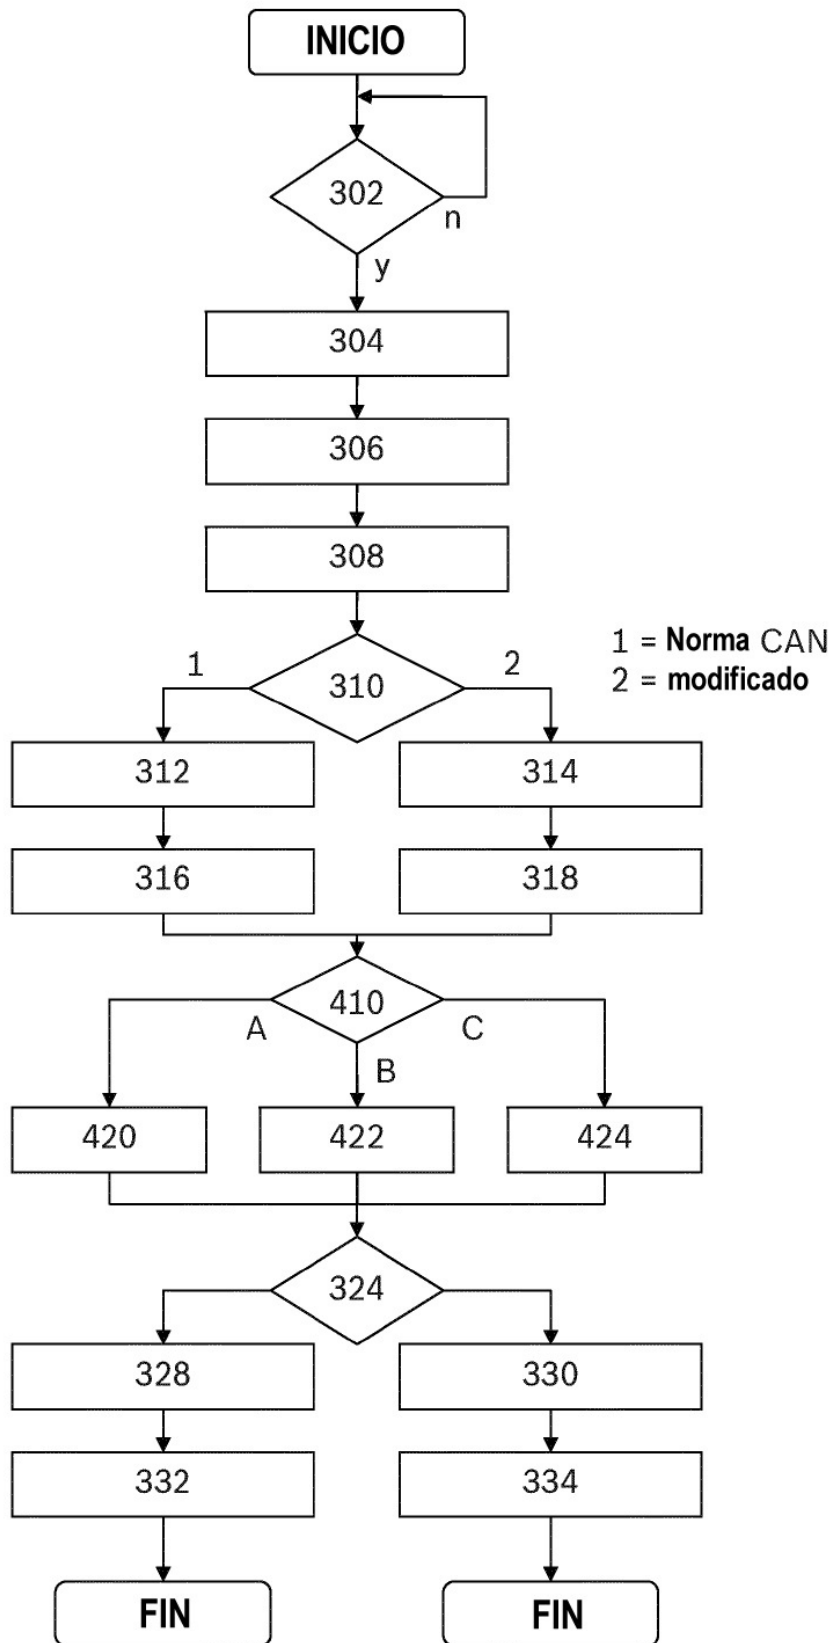 INICIO
302
n
y
304
306
308
1 = Norma CAN
2 = modificado
1
310
2
312
314
316
318
410
A
C
B
420
422
424
324
328
330
332
334
FIN
FIN